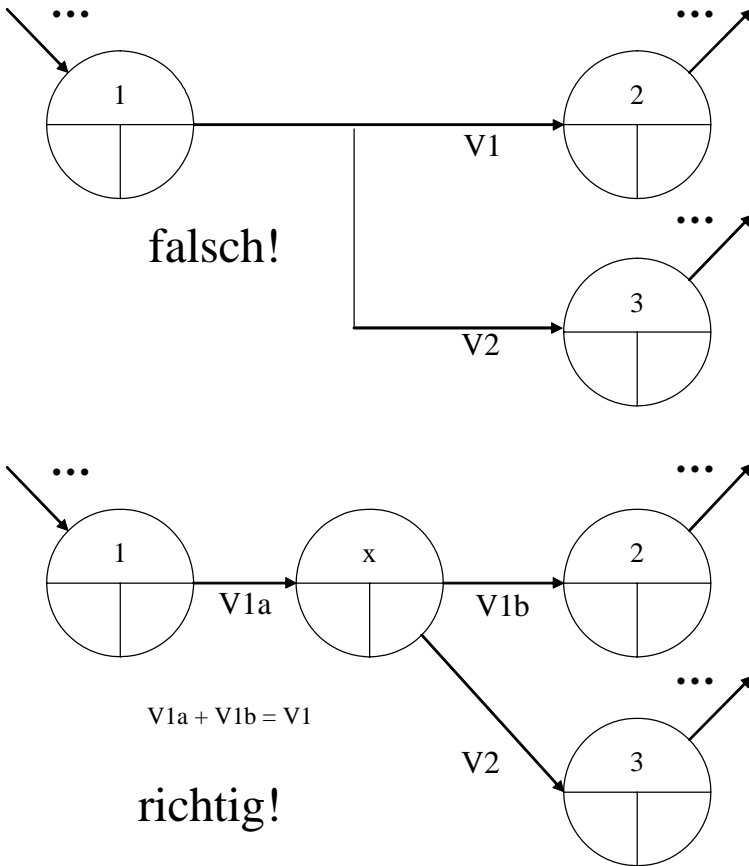 ... ...
1 2
V1
...
falsch!
3
V2
... ...
1 x 2
V1a V1b
...
V1a + V1b = V1
V2 3
richtig!